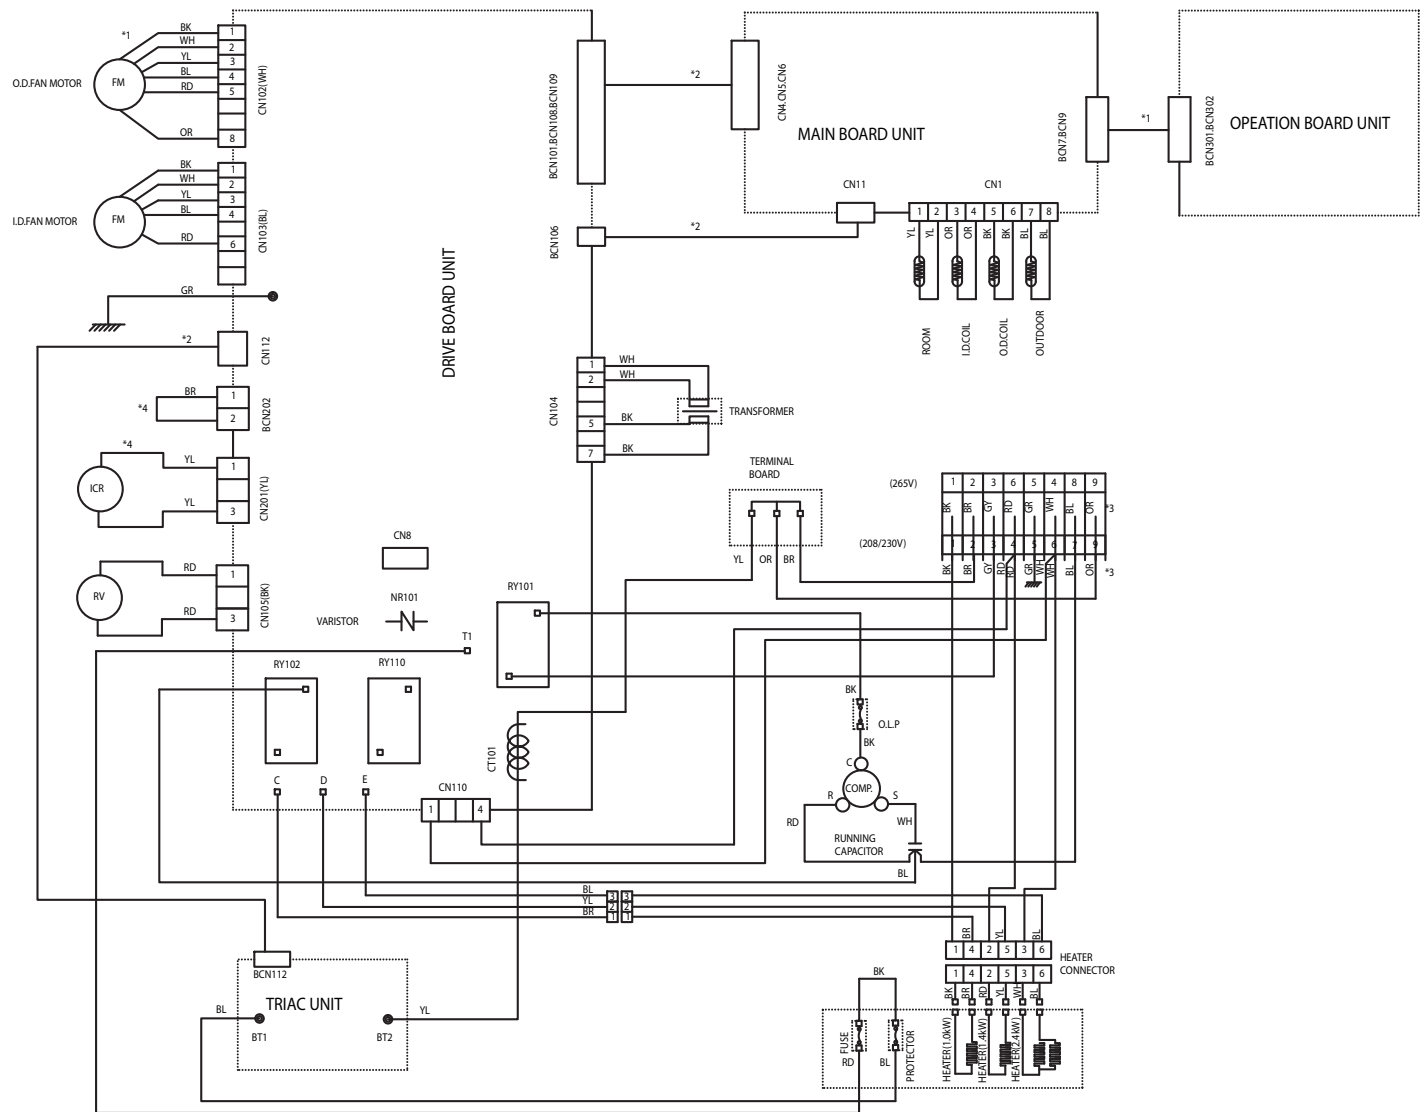 *1
BK
WH
YL
BL
RD
OR
1
2
3
4
5
8
O.D.FAN MOTOR
FM
CN102(WH)
BK
WH
YL
BL
RD
1
2
3
4
6
I.D.FAN MOTOR
FM
CN103(BL)
GR
*2
CN112
BR
*4
1
2
BCN202
*4
YL
YL
ICR
1
3
CN201(YL)
RD
RD
RV
1
3
CN105(BK)
DRIVE BOARD UNIT
BCN101.BCN108.BCN109
*2
CN4.CN5.CN6
MAIN BOARD UNIT
BCN7.BCN9
*1
BCN301.BCN302
OPEATION BOARD UNIT
BCN106
*2
CN11
CN1
1 2 3 4 5 6 7 8
YL YL OR OR BK BK BL BL
ROOM
I.D.COIL
O.D.COIL
OUTDOOR
CN104
1
2
5
7
WH
WH
BK
BK
TRANSFORMER
TERMINAL
BOARD
YL OR BR
(265V)
1 2 3 6 5 4 8 9
BK BR GY RD GR WH BL OR *3
(208/230V)
1 2 3 4 5 6 7 9
BK BR GY RD RD GR WH WH BL OR *3
CN8
NR101
VARISTOR
RY101
T1
RY102
RY110
C D E
CT101
CN110
1 4
BK
O.L.P
BK
C
COMP.
R S
RD
WH
RUNNING
CAPACITOR
BL
BL
YL
BR
3 3
2 2
1 1
BR YL BL
1 4 2 5 3 6
HEATER
CONNECTOR
1 4 2 5 3 6
BK BR RD YL WH BL
HEATER(1.0kW)
HEATER(1.4kW)
HEATER(2.4kW)
BK
FUSE
RD
BL
PROTECTOR
BCN112
TRIAC UNIT
BL
BT1
BT2
YL